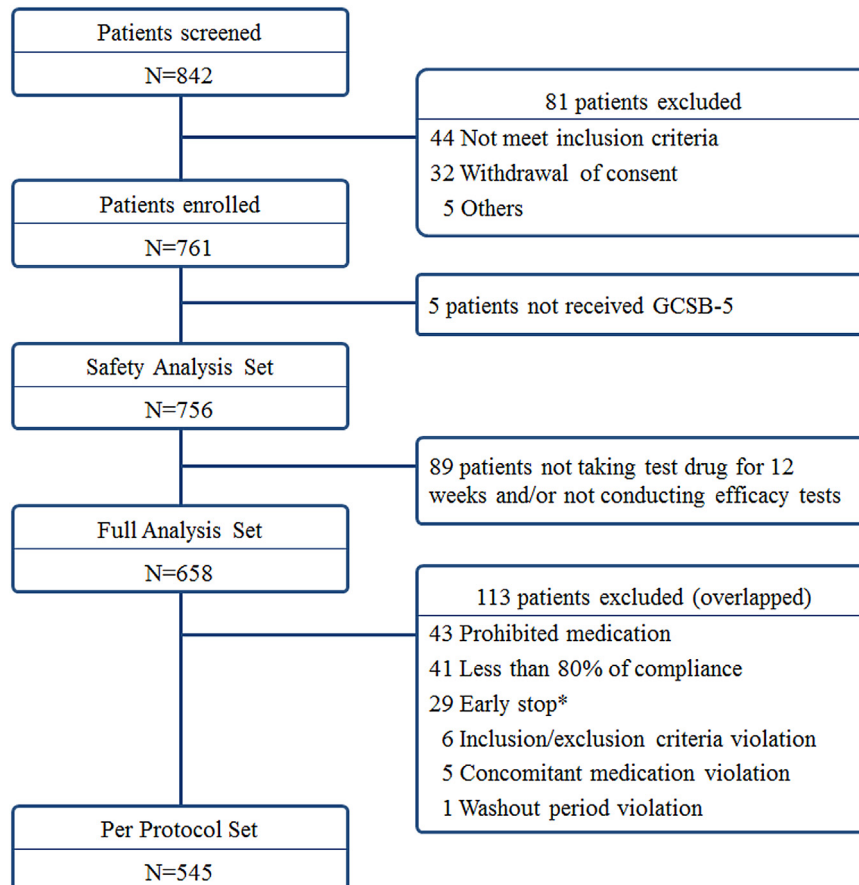 Patients screened
N=842
81 patients excluded
44 Not meet inclusion criteria
32 Withdrawal of consent
5 Others
Patients enrolled
N=761
5 patients not received GCSB-5
Safety Analysis Set
N=756
89 patients not taking test drug for 12
weeks and/or not conducting efficacy tests
Full Analysis Set
N=658
113 patients excluded (overlapped)
43 Prohibited medication
41 Less than 80% of compliance
29 Early stop*
6 Inclusion/exclusion criteria violation
5 Concomitant medication violation
1 Washout period violation
Per Protocol Set
N=545